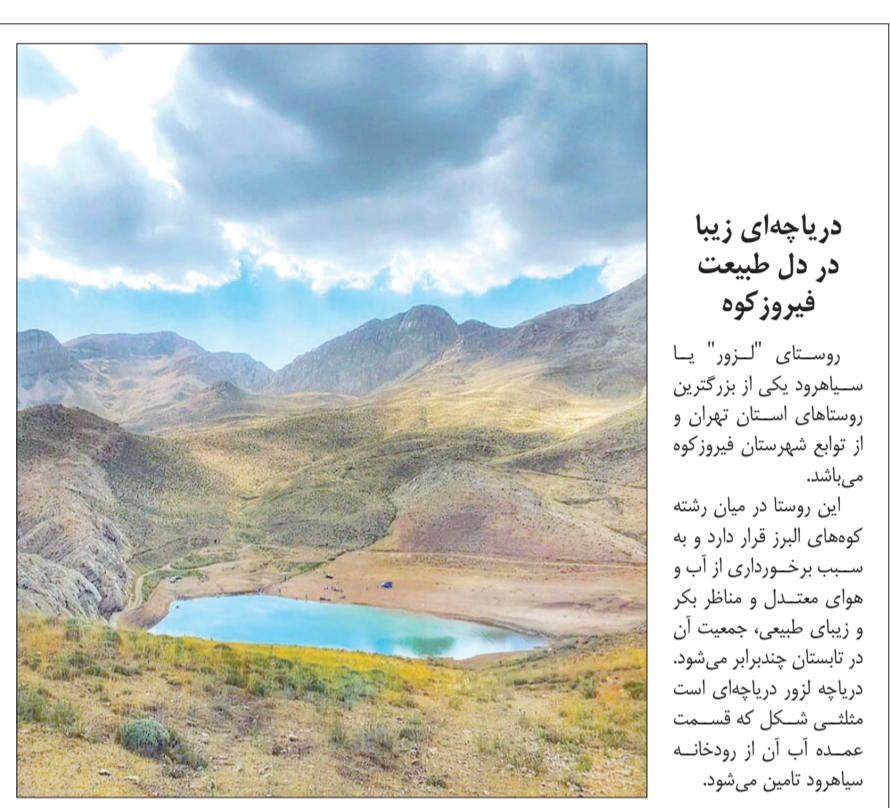 دریاچه‌ای زیبا
در دل طبیعت
فیروزکوه
روستای "لزور" یا
سیاهرود یکی از بزرگترین
روستاهای استان تهران و
از توابع شهرستان فیروزکوه
می‌باشد.
این روستا در میان رشته
کوه‌های البرز قرار دارد و به
سبب برخورداری از آب و
هوای معتدل و مناظر بکر
و زیبای طبیعی، جمعیت آن
در تابستان چندبرابر می‌شود.
دریاچه لزور دریاچه‌ای است
مثلثی شکل که قسمت
عمده آب آن از رودخانه
سیاهرود تامین می‌شود.